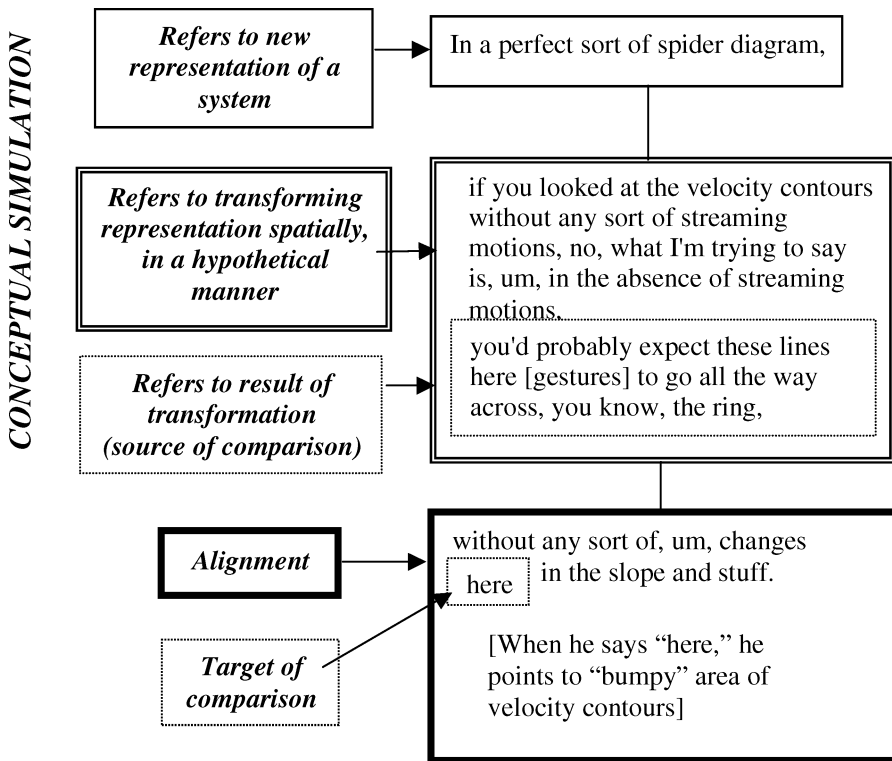 CONCEPTUAL SIMULATION
Refers to new
representation of a
system
In a perfect sort of spider diagram,
Refers to transforming
representation spatially,
in a hypothetical
manner
if you looked at the velocity contours
without any sort of streaming
motions, no, what I'm trying to say
is, um, in the absence of streaming
motions,
Refers to result of
transformation
(source of comparison)
you'd probably expect these lines
here [gestures] to go all the way
across, you know, the ring,
Alignment
without any sort of, um, changes
here in the slope and stuff.
Target of
comparison
[When he says “here,” he
points to “bumpy” area of
velocity contours]